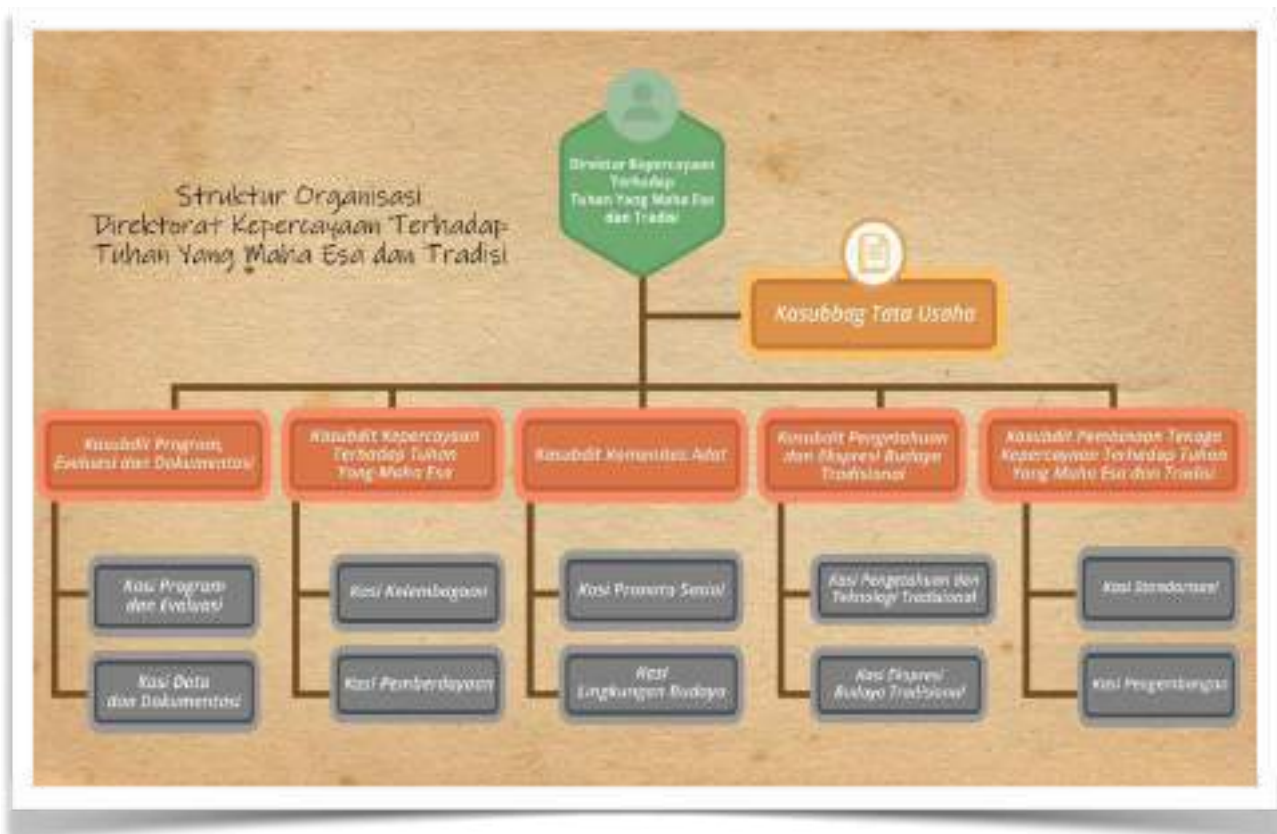 Struktur Organisasi
Direktorat Kepercayaan Terhadap
Tuhan Yang Maha Esa dan Tradisi
Direktur Kepercayaan
Terhadap
Tuhan Yang Maha Esa
dan Tradisi
Kasubbag Tata Usaha
Kasubdit Program,
Evaluasi dan Dokumentasi
Kasubdit Kepercayaan
Terhadap Tuhan
Yang Maha Esa
Kasubdit Komunitas Adat
Kasubdit Pengetahuan
dan Ekspresi Budaya
Tradisional
Kasubdit Pembinaan Tenaga
Kepercayaan Terhadap Tuhan
Yang Maha Esa dan Tradisi
Kasi Program
dan Evaluasi
Kasi Data
dan Dokumentasi
Kasi Kelembagaan
Kasi Pemberdayaan
Kasi Pranata Sosial
Kasi
Lingkungan Budaya
Kasi Pengetahuan dan
Teknologi Tradisional
Kasi Ekspresi
Budaya Tradisional
Kasi Standarisasi
Kasi Pengembangan